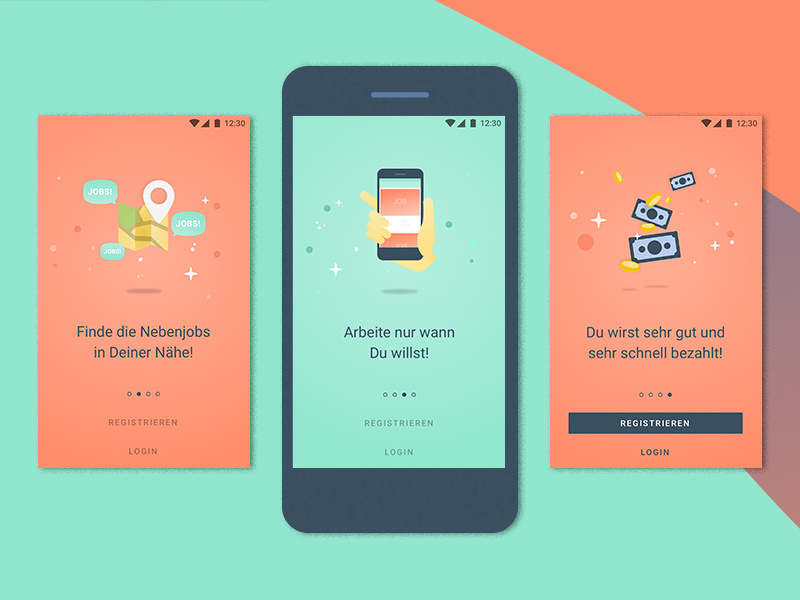 12:30
JOBS!
JOBS!
JOBS!
Finde die Nebenjobs
in Deiner Nähe!
REGISTRIEREN
LOGIN
12:30
JOB
JOB
Arbeite nur wann
Du willst!
REGISTRIEREN
LOGIN
12:30
Du wirst sehr gut und
sehr schnell bezahlt!
REGISTRIEREN
LOGIN